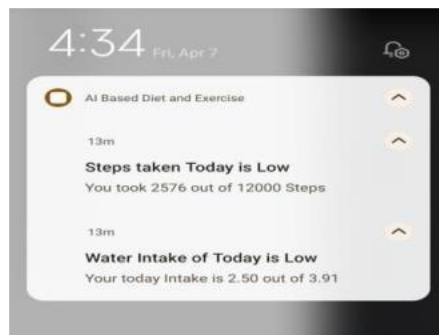 4:34 Fri, Apr 7
AI Based Diet and Exercise
13m
Steps taken Today is Low
You took 2576 out of 12000 Steps
13m
Water Intake of Today is Low
Your today Intake is 2.50 out of 3.91